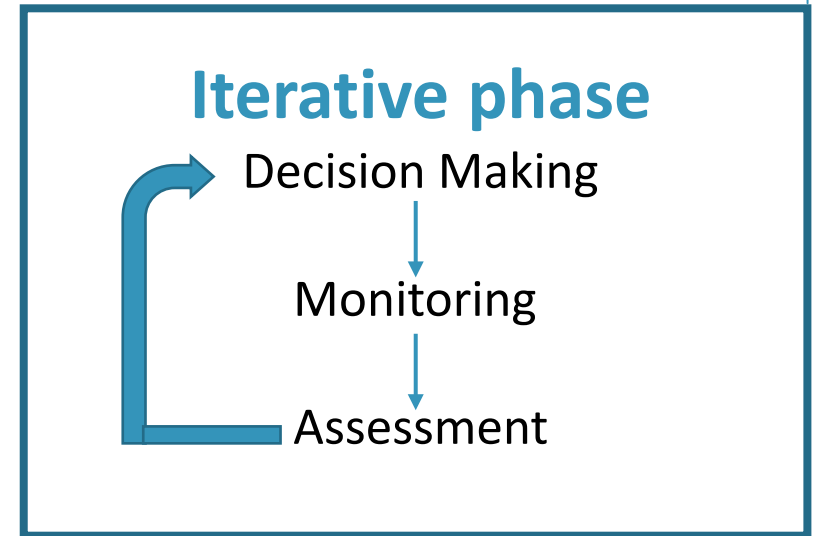 Iterative phase
Decision Making
Monitoring
Assessment